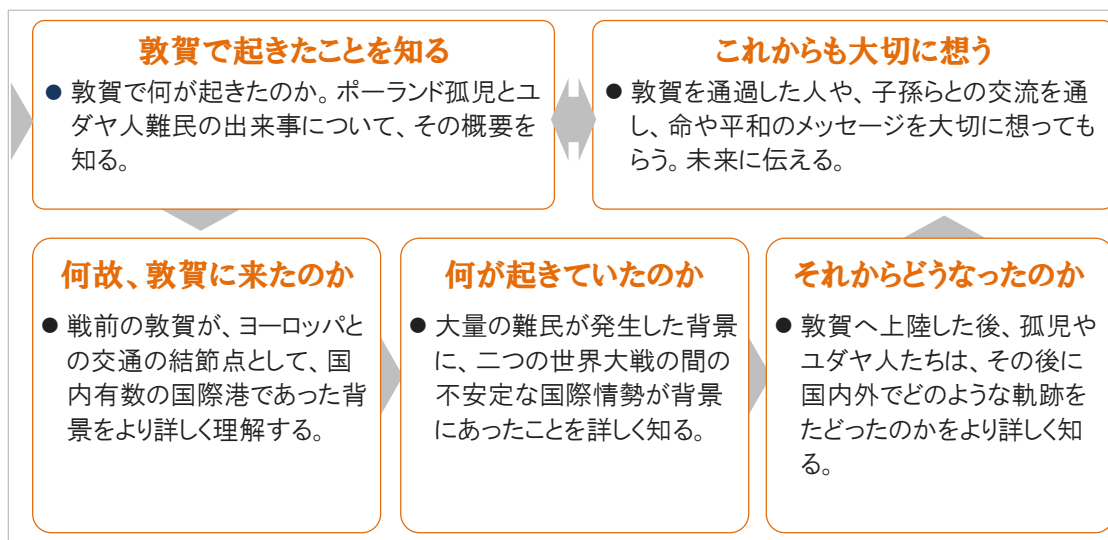 敦賀で起きたことを知る
● 敦賀で何が起きたのか。ポーランド孤児とユ
ダヤ人難民の出来事について、その概要を
知る。
これからも大切に想う
● 敦賀を通過した人や、子孫らとの交流を通
し、命や平和のメッセージを大切に想っても
らう。未来に伝える。
何故、敦賀に来たのか
● 戦前の敦賀が、ヨーロッパと
の交通の結節点として、国
内有数の国際港であった背
景をより詳しく理解する。
何が起きていたのか
● 大量の難民が発生した背景
に、二つの世界大戦の間の
不安定な国際情勢が背景
にあったことを詳しく知る。
それからどうなったのか
● 敦賀へ上陸した後、孤児や
ユダヤ人たちは、その後に
国内外でどのような軌跡を
たどったのかをより詳しく知
る。